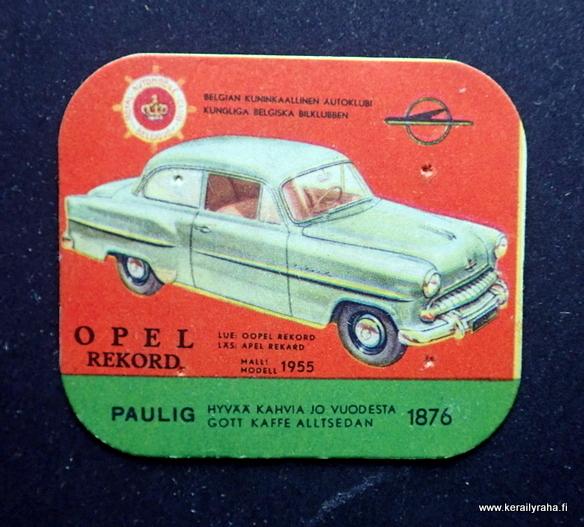 BELGIAN KUNINKAALLINEN AUTOKLUBI
KUNGLIGA BELGISKA BILKLUBBEN
OPEL
REKORD
LUE: OOPEL REKORD
LÄS: APEL REKARD
MALLI
MODELL 1955
PAULIG
HYVÄÄ KAHVIA JO VUODESTA
GOTT KAFFE ALLTSEDAN
1876
www.kerailyraha.fi